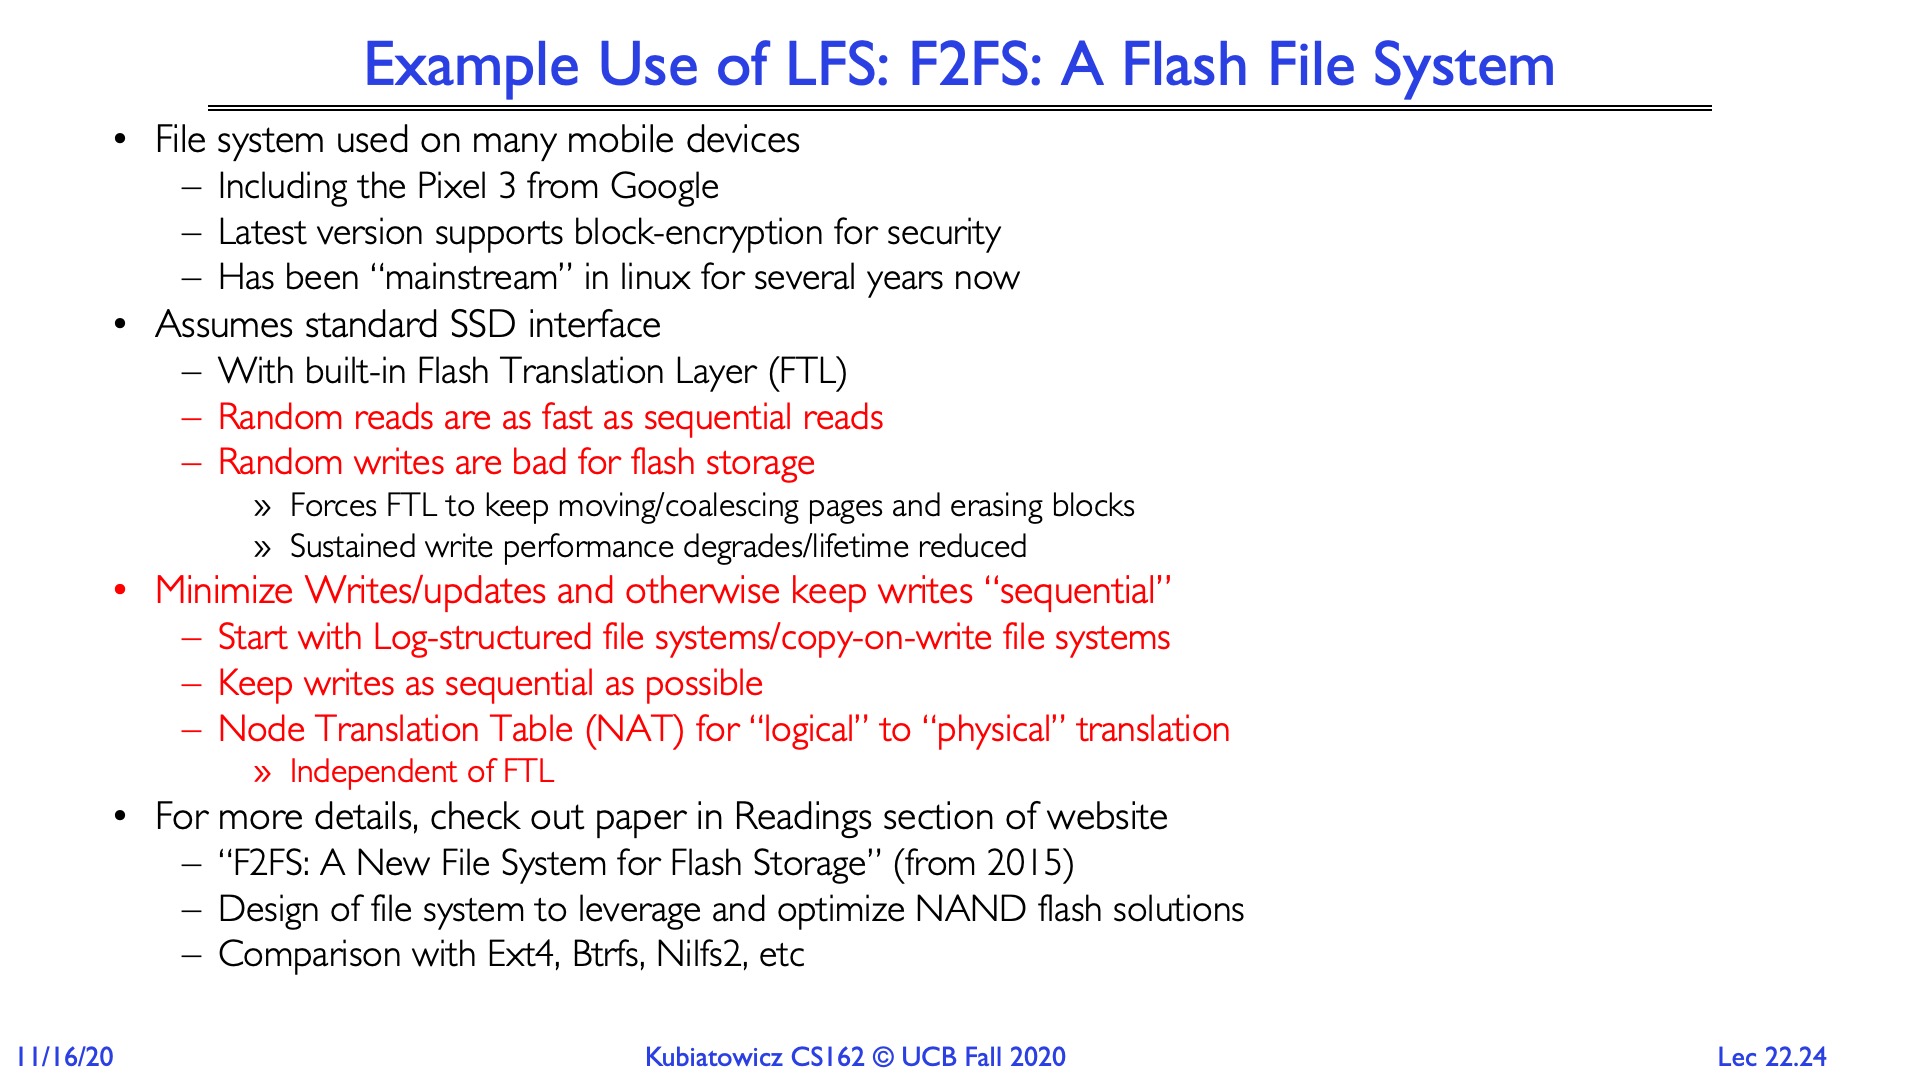 Example Use of LFS: F2FS: A Flash File System
• File system used on many mobile devices
– Including the Pixel 3 from Google
– Latest version supports block-encryption for security
– Has been “mainstream” in linux for several years now
• Assumes standard SSD interface
– With built-in Flash Translation Layer (FTL)
– Random reads are as fast as sequential reads
– Random writes are bad for flash storage
» Forces FTL to keep moving/coalescing pages and erasing blocks
» Sustained write performance degrades/lifetime reduced
• Minimize Writes/updates and otherwise keep writes “sequential”
– Start with Log-structured file systems/copy-on-write file systems
– Keep writes as sequential as possible
– Node Translation Table (NAT) for “logical” to “physical” translation
» Independent of FTL
• For more details, check out paper in Readings section of website
– “F2FS: A New File System for Flash Storage” (from 2015)
– Design of file system to leverage and optimize NAND flash solutions
– Comparison with Ext4, Btrfs, Nilfs2, etc
11/16/20
Kubiatowicz CS162 © UCB Fall 2020
Lec 22.24